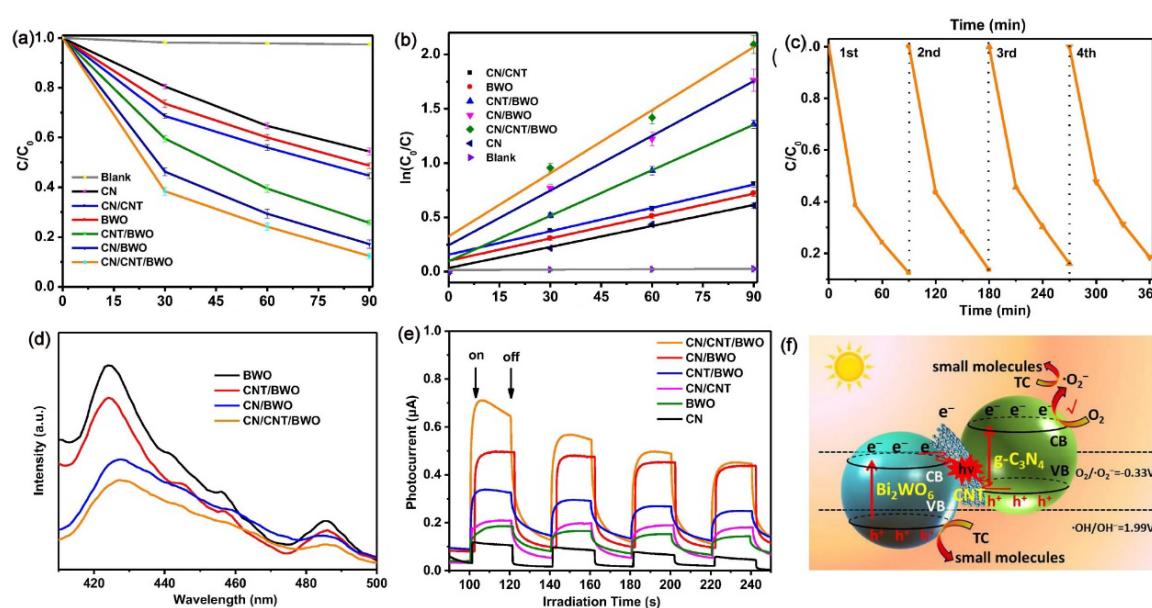 (a)
1.0
0.8
0.6
0.4
0.2
0.0
C/C₀
Blank
CN
CN/CNT
BWO
CNT/BWO
CN/BWO
CN/CNT/BWO
0 15 30 45 60 75 90
Time (min)
(b)
2.0
1.5
1.0
0.5
0.0
ln(C₀/C)
CN/CNT
BWO
CNT/BWO
CN/BWO
CN/CNT/BWO
CN
Blank
0 15 30 45 60 75 90
Time (min)
(
Time (min)
(c)
1.0
0.8
0.6
0.4
0.2
C/C₀
1st 2nd 3rd 4th
0 60 120 180 240 300 36
Time (min)
(d)
Intensity (a.u.)
BWO
CNT/BWO
CN/BWO
CN/CNT/BWO
420 440 460 480 500
Wavelength (nm)
(e)
1.0
0.8
0.6
0.4
0.2
0.0
Photocurrent (μA)
on off
CN/CNT/BWO
CN/BWO
CNT/BWO
CN/CNT
BWO
CN
100 120 140 160 180 200 220 240
Irradiation Time (s)
(f)
small molecules
TC
·O₂⁻
e⁻
e⁻ e⁻ e⁻
√
O₂
CB
e⁻ e⁻ e⁻
g-C₃N₄
hν
VB
O₂/·O₂⁻=-0.33V
CB
Bi₂WO₆
CNT
h⁺ h⁺ h⁺
VB
·OH/OH⁻=1.99V
h⁺ h⁺ h⁺
TC
small molecules